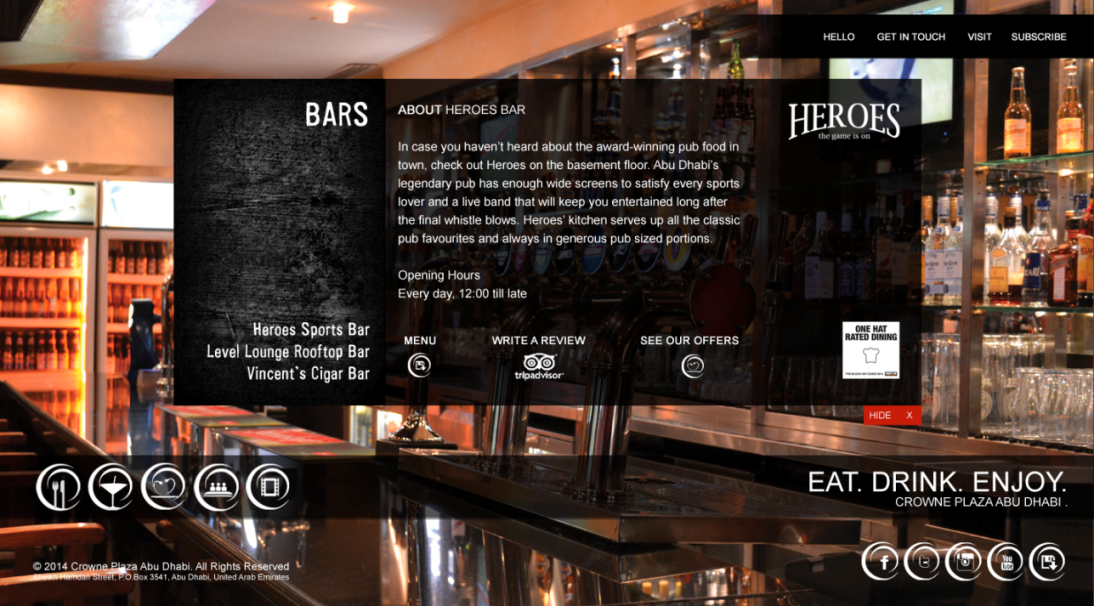 HELLO GET IN TOUCH VISIT SUBSCRIBE
BARS
ABOUT HEROES BAR
HEROES
the game is on
In case you haven't heard about the award-winning pub food in
town, check out Heroes on the basement floor. Abu Dhabi's
legendary pub has enough wide screens to satisfy every sports
lover and a live band that will keep you entertained long after
the final whistle blows. Heroes' kitchen serves up all the classic
pub favourites and always in generous pub sized portions.
Opening Hours
Every day, 12:00 till late
Heroes Sports Bar
Level Lounge Rooftop Bar
Vincent's Cigar Bar
MENU
WRITE A REVIEW
tripadvisor
SEE OUR OFFERS
ONE HAT
RATED DINING
HIDE X
EAT. DRINK. ENJOY.
CROWNE PLAZA ABU DHABI .
You
Tube
© 2014 Crowne Plaza Abu Dhabi. All Rights Reserved
Sheikh Hamdan Street, P.O Box 3541, Abu Dhabi, United Arab Emirates